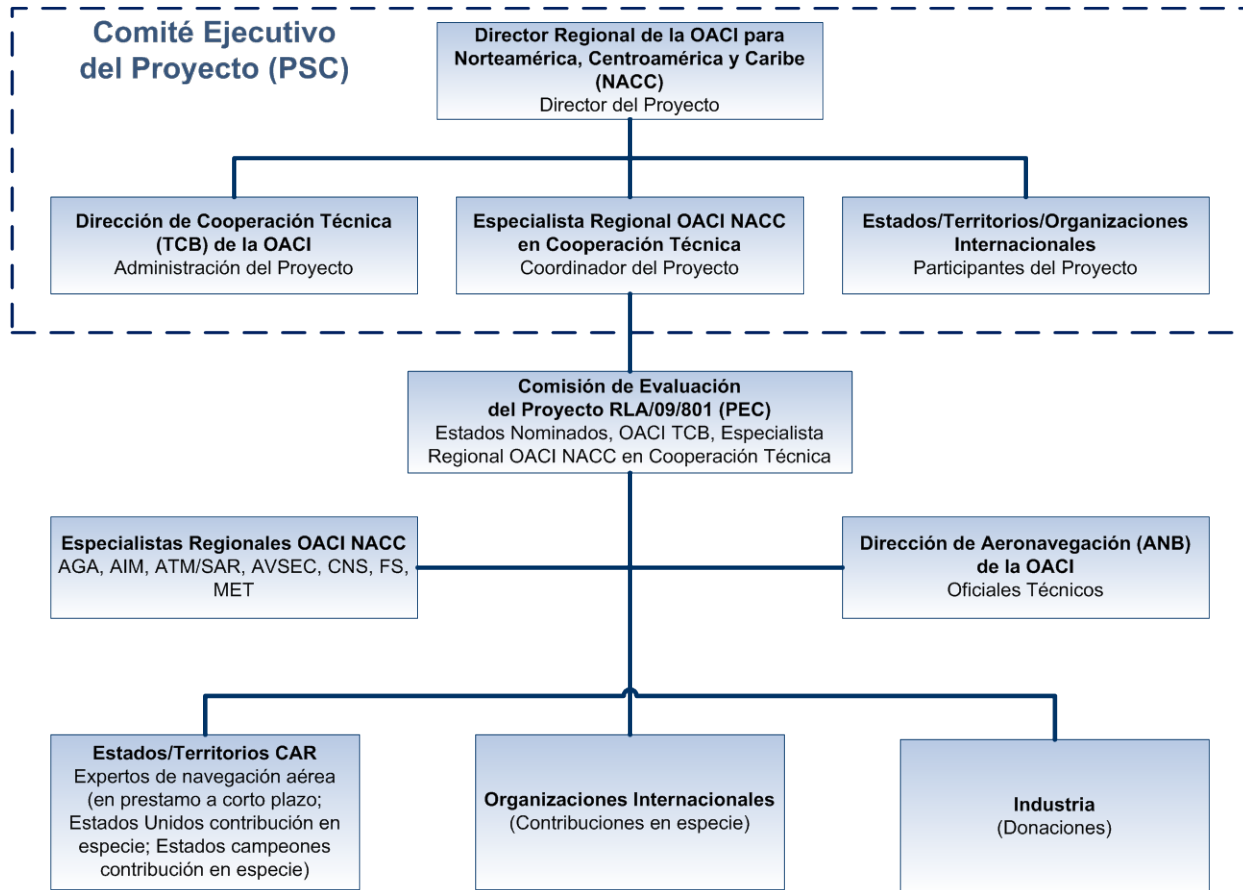 Comité Ejecutivo
del Proyecto (PSC)
Director Regional de la OACI para
Norteamérica, Centroamérica y Caribe
(NACC)
Director del Proyecto
Dirección de Cooperación Técnica
(TCB) de la OACI
Administración del Proyecto
Especialista Regional OACI NACC
en Cooperación Técnica
Coordinador del Proyecto
Estados/Territorios/Organizaciones
Internacionales
Participantes del Proyecto
Comisión de Evaluación
del Proyecto RLA/09/801 (PEC)
Estados Nominados, OACI TCB, Especialista
Regional OACI NACC en Cooperación Técnica
Especialistas Regionales OACI NACC
AGA, AIM, ATM/SAR, AVSEC, CNS, FS,
MET
Dirección de Aeronavegación (ANB)
de la OACI
Oficiales Técnicos
Estados/Territorios CAR
Expertos de navegación aérea
(en prestamo a corto plazo;
Estados Unidos contribución en
especie; Estados campeones
contribución en especie)
Organizaciones Internacionales
(Contribuciones en especie)
Industria
(Donaciones)